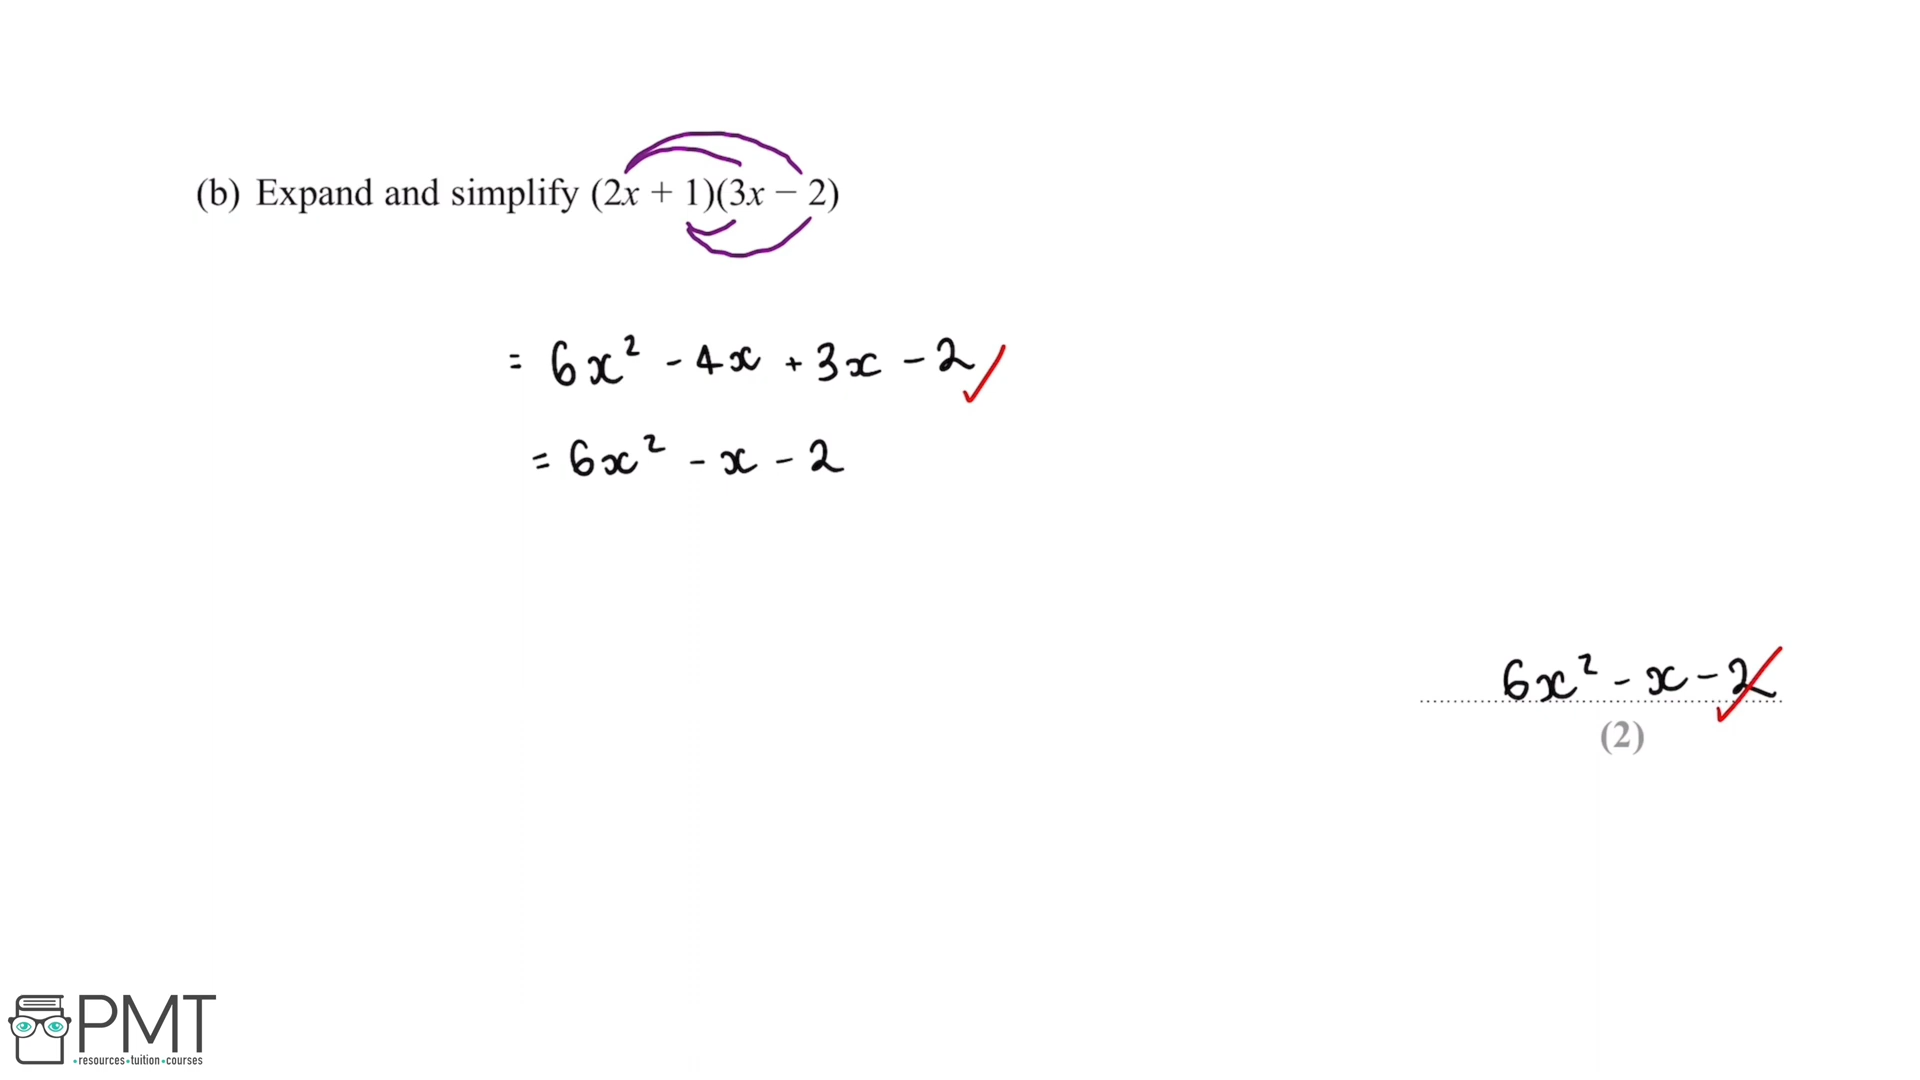 (b) Expand and simplify (2x + 1)(3x − 2)
= 6x² - 4x + 3x - 2
= 6x² - x - 2
6x² - x - 2
(2)
PMT
•resources•tuition•courses